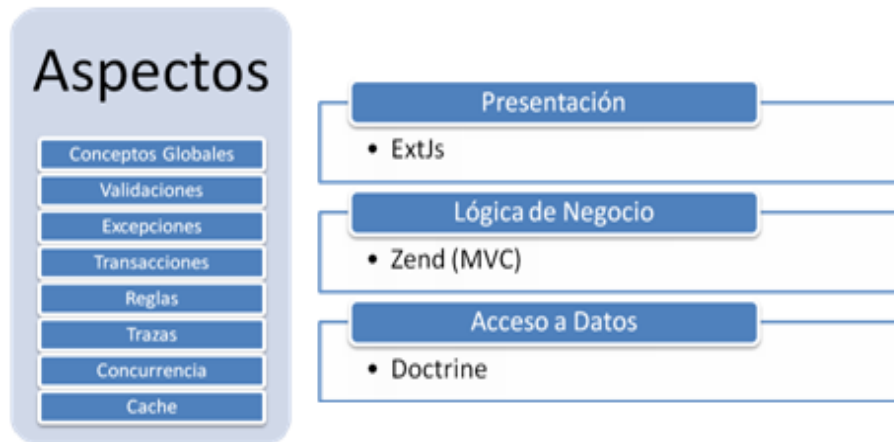 Aspectos
Conceptos Globales
Validaciones
Excepciones
Transacciones
Reglas
Trazas
Concurrencia
Cache
Presentación
• ExtJs
Lógica de Negocio
• Zend (MVC)
Acceso a Datos
• Doctrine